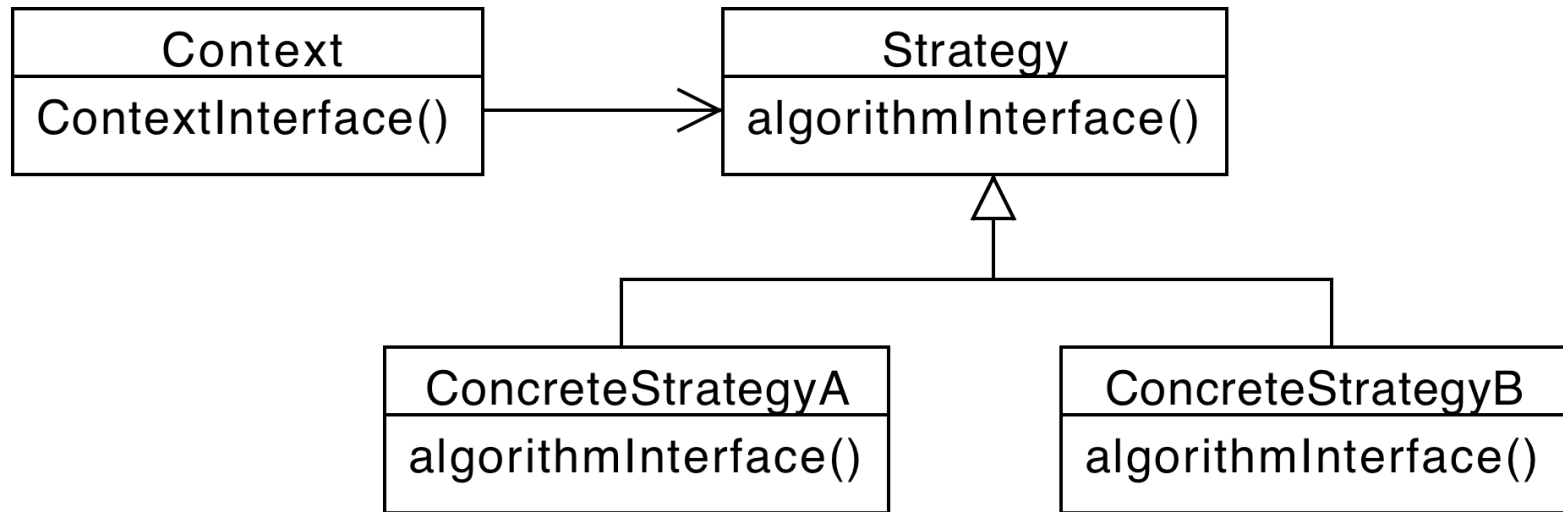 Context
ContextInterface()
Strategy
algorithmInterface()
ConcreteStrategyA
algorithmInterface()
ConcreteStrategyB
algorithmInterface()